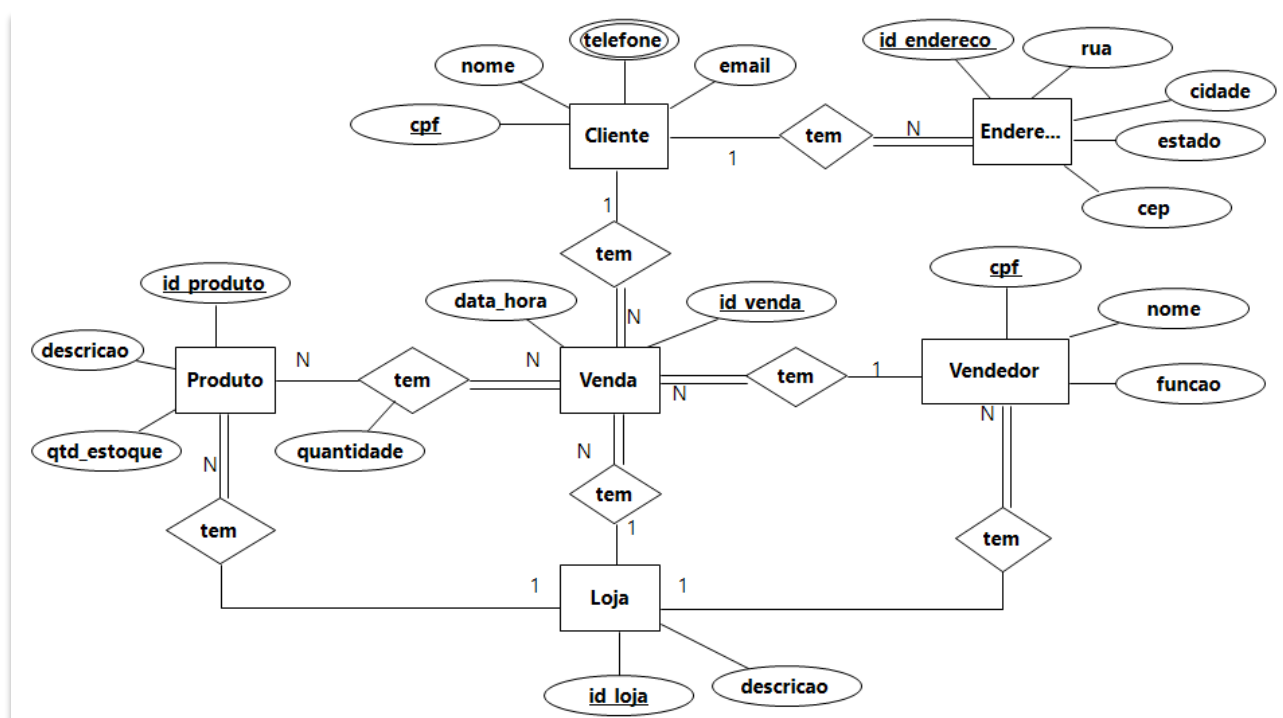 telefone
id_endereco
rua
nome
email
cidade
cpf
Cliente
tem
N
Endere...
estado
1
cep
1
tem
cpf
id_produto
data_hora
id_venda
nome
N
descricao
N
N
Produto
tem
Venda
tem
1
Vendedor
funcao
N
N
qtd_estoque
quantidade
N
N
tem
tem
1
tem
1
Loja
1
id_loja
descricao